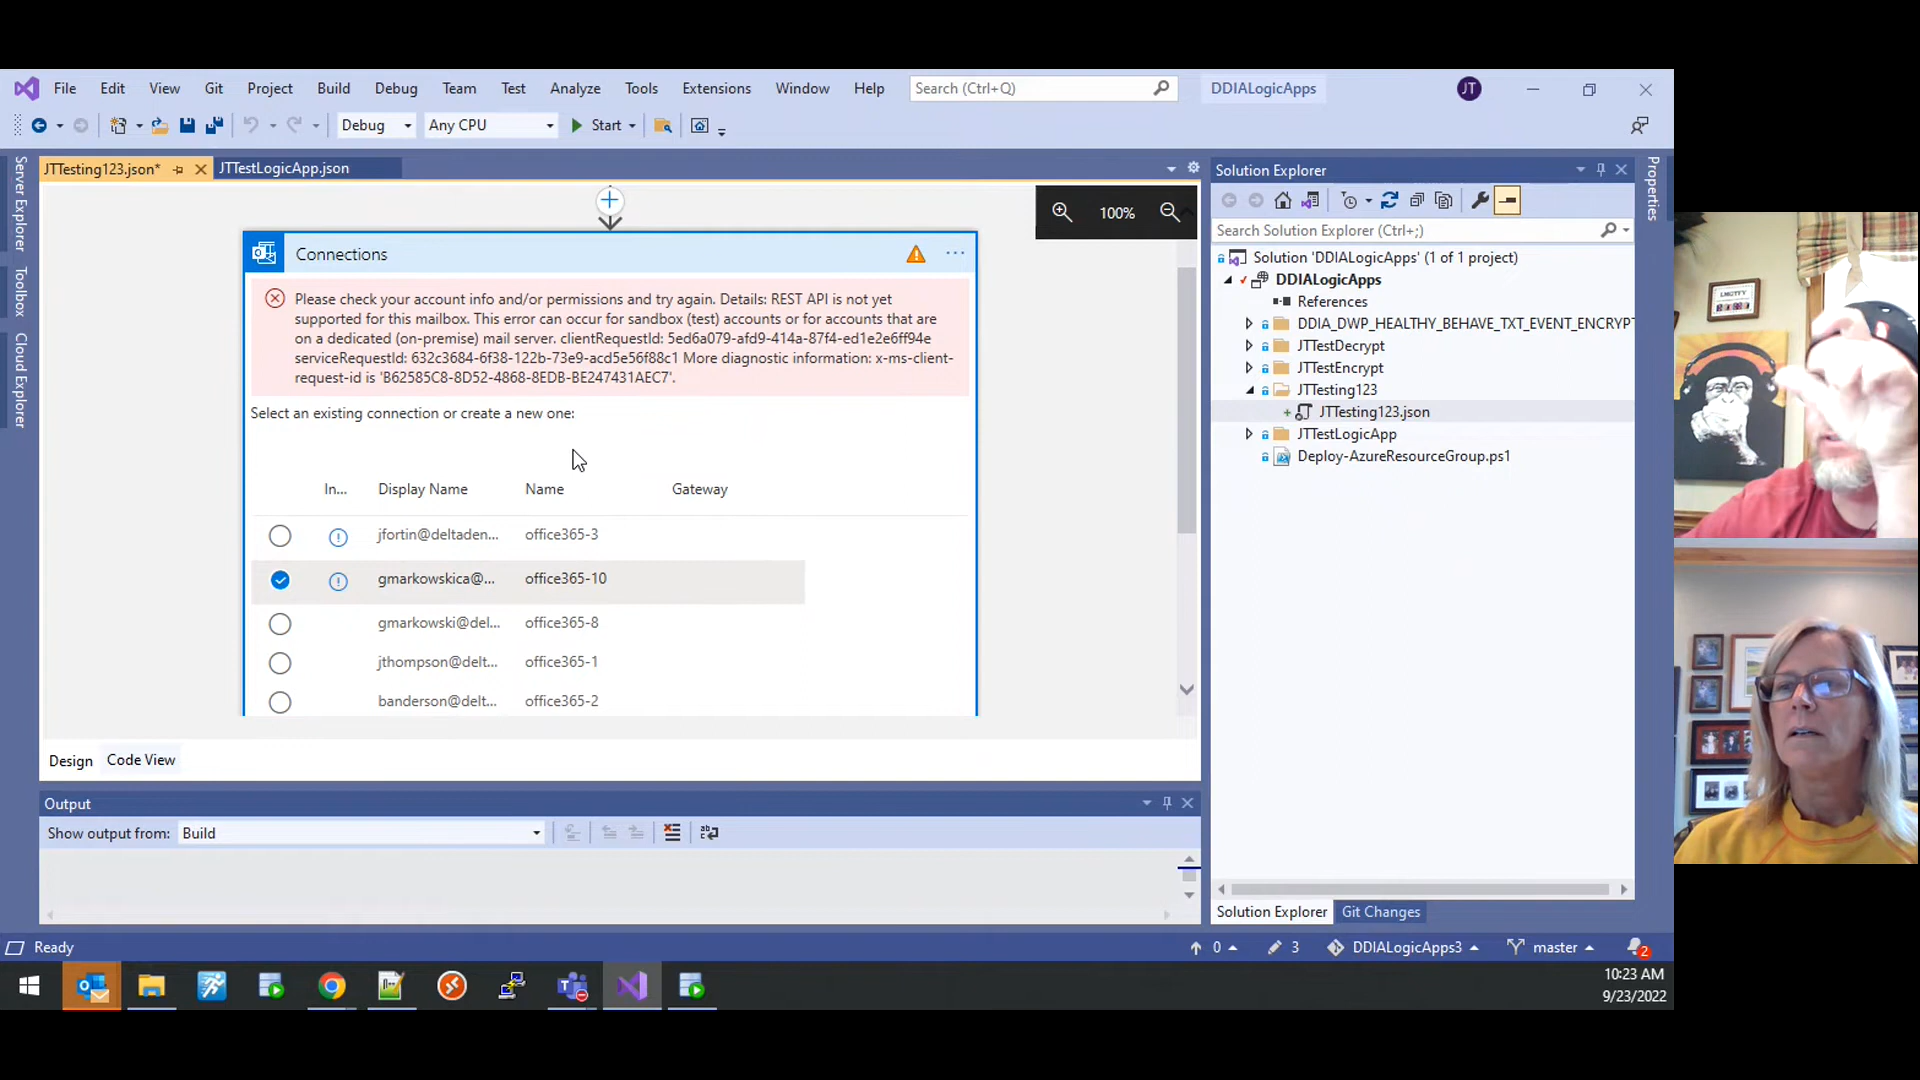 File Edit View Git Project Build Debug Team Test Analyze Tools Extensions Window Help Search (Ctrl+Q) DDIALogicApps JT
Debug Any CPU Start
Server Explorer
Toolbox
Cloud Explorer
JTTesting123.json* JTTestLogicApp.json
100%
Connections
Please check your account info and/or permissions and try again. Details: REST API is not yet
supported for this mailbox. This error can occur for sandbox (test) accounts or for accounts that are
on a dedicated (on-premise) mail server. clientRequestId: 5ed6a079-afd9-414a-87f4-ed1e2e6ff94e
serviceRequestId: 632c3684-6f38-122b-73e9-acd5e56f88c1 More diagnostic information: x-ms-client-
request-id is 'B62585C8-8D52-4868-8EDB-BE247431AEC7'.
Select an existing connection or create a new one:
In... Display Name Name Gateway
jfortin@deltaden... office365-3
gmarkowskica@... office365-10
gmarkowski@del... office365-8
jthompson@delt... office365-1
banderson@delt... office365-2
Design Code View
Output
Show output from: Build
Solution Explorer
Search Solution Explorer (Ctrl+;)
Solution 'DDIALogicApps' (1 of 1 project)
DDIALogicApps
References
DDIA_DWP_HEALTHY_BEHAVE_TXT_EVENT_ENCRYPT
JTTestDecrypt
JTTestEncrypt
JTTesting123
JTTesting123.json
JTTestLogicApp
Deploy-AzureResourceGroup.ps1
Solution Explorer Git Changes
Properties
Ready 0 3 DDIALogicApps3 master 2
10:23 AM
9/23/2022
LMGTFY